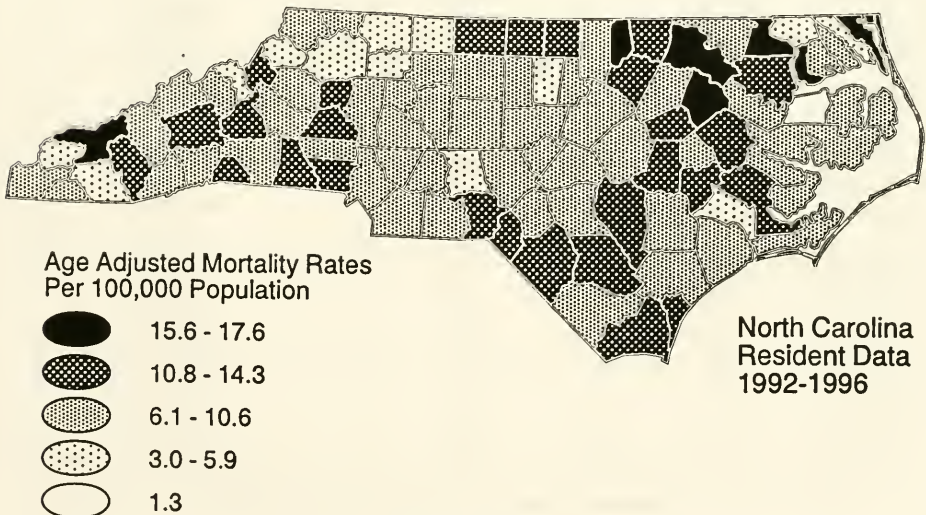 Age Adjusted Mortality Rates
Per 100,000 Population
15.6 - 17.6
10.8 - 14.3
6.1 - 10.6
3.0 - 5.9
1.3
North Carolina
Resident Data
1992-1996